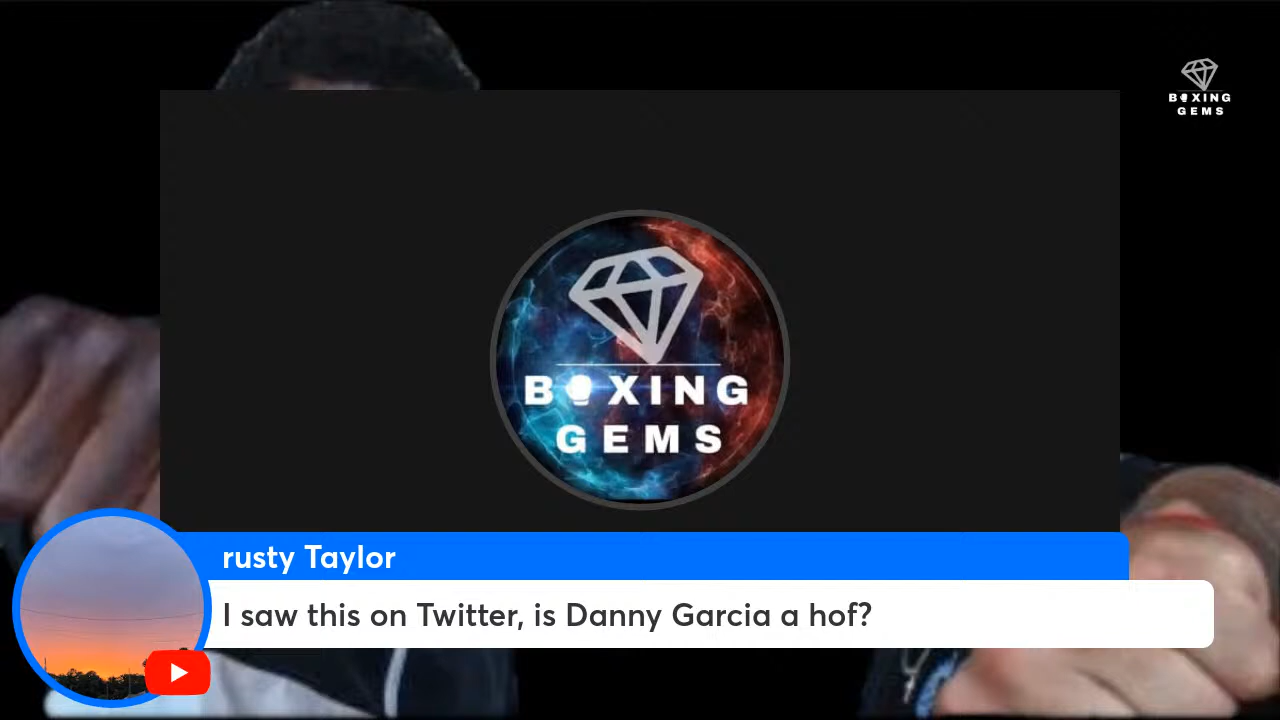 BOXING
GEMS
BOXING
GEMS
rusty Taylor
I saw this on Twitter, is Danny Garcia a hof?